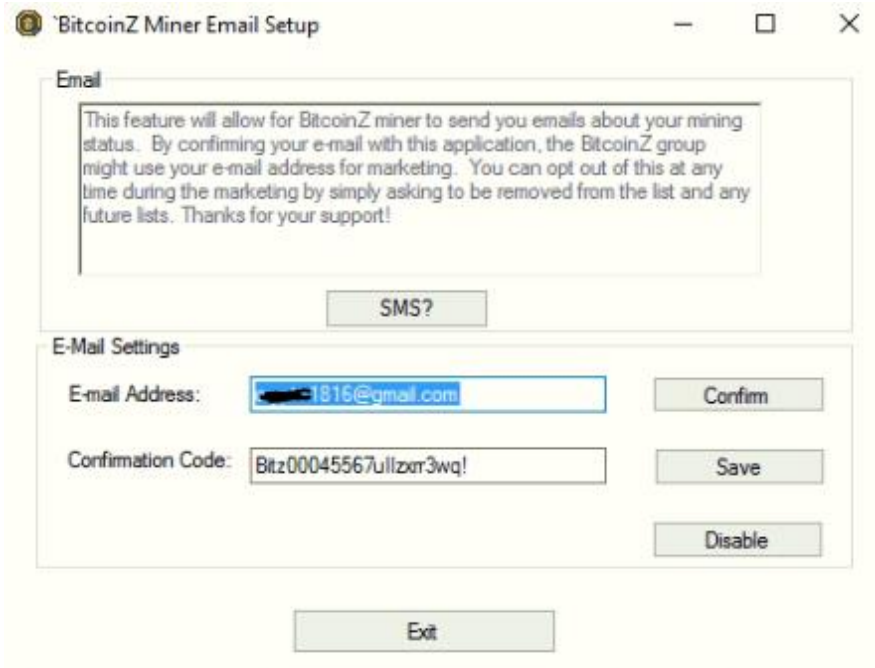 `BitcoinZ Miner Email Setup
Email
This feature will allow for BitcoinZ miner to send you emails about your mining
status. By confirming your e-mail with this application, the BitcoinZ group
might use your e-mail address for marketing. You can opt out of this at any
time during the marketing by simply asking to be removed from the list and any
future lists. Thanks for your support!
SMS?
E-Mail Settings
E-mail Address:
1816@gmail.com
Confirm
Confirmation Code:
Save
Disable
Exit